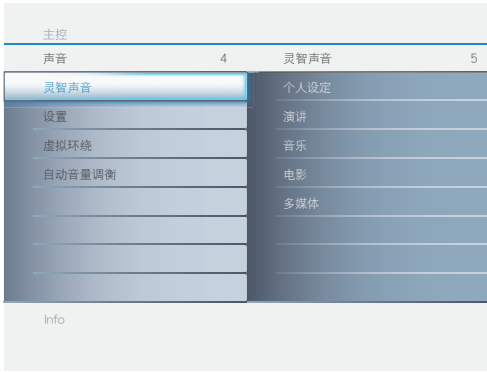 主控
声音 4 灵智声音 5
灵智声音 个人设定
设置 演讲
虚拟环绕 音乐
自动音量调衡 电影
多媒体
Info